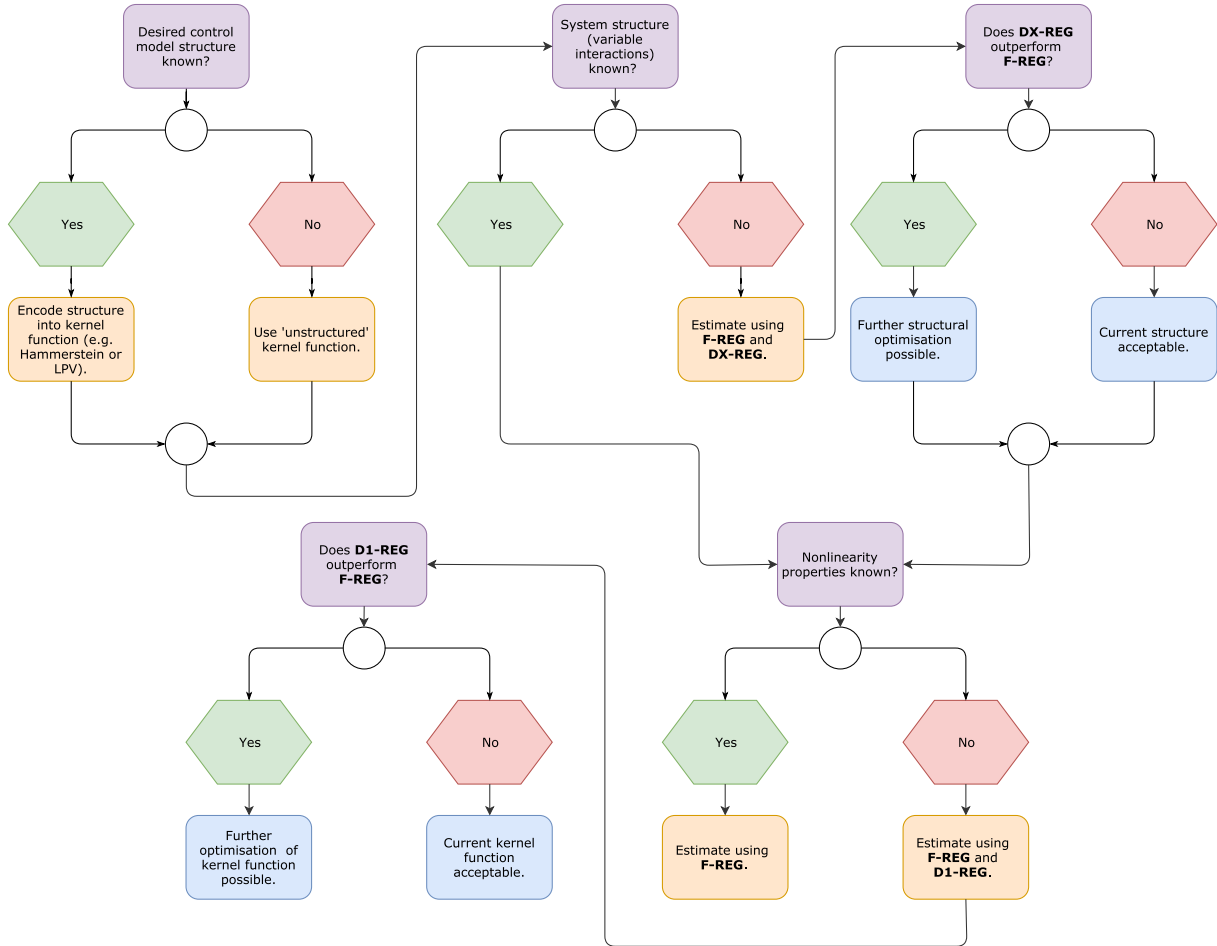 Desired control
model structure
known?
Yes
No
Encode structure
into kernel
function (e.g.
Hammerstein or
LPV).
Use 'unstructured'
kernel function.
System structure
(variable
interactions)
known?
Yes
No
Estimate using
F-REG and
DX-REG.
Does DX-REG
outperform
F-REG?
Yes
No
Further structural
optimisation
possible.
Current structure
acceptable.
Nonlinearity
properties known?
Yes
No
Estimate using
F-REG.
Estimate using
F-REG and
D1-REG.
Does D1-REG
outperform
F-REG?
Yes
No
Further
optimisation of
kernel function
possible.
Current kernel
function
acceptable.